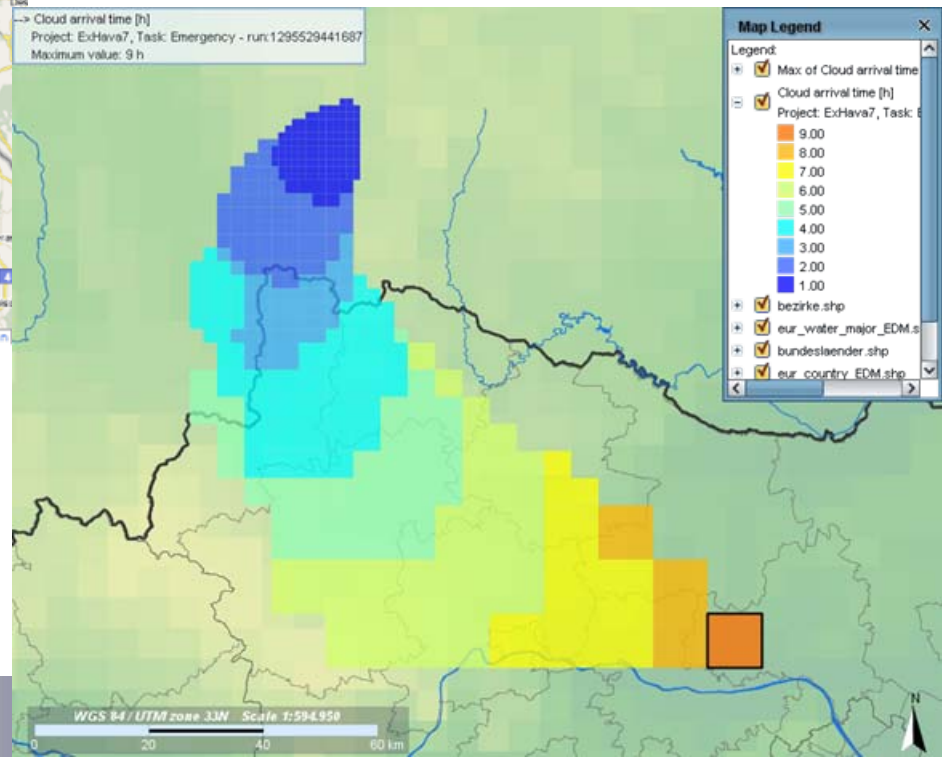 --> Cloud arrival time [h]
Project: ExHava7, Task: Emergency - run:1295529441687
Maximum value: 9 h
Map Legend
Legend:
Max of Cloud arrival time
Cloud arrival time [h]
Project: ExHava7, Task: E
9.00
8.00
7.00
6.00
5.00
4.00
3.00
2.00
1.00
bezirke.shp
eur_water_major_EDM.s
bundeslaender.shp
eur_country_EDM.shp
N
WGS 84 / UTM zone 33N Scale 1:594.950
0 20 40 60 km